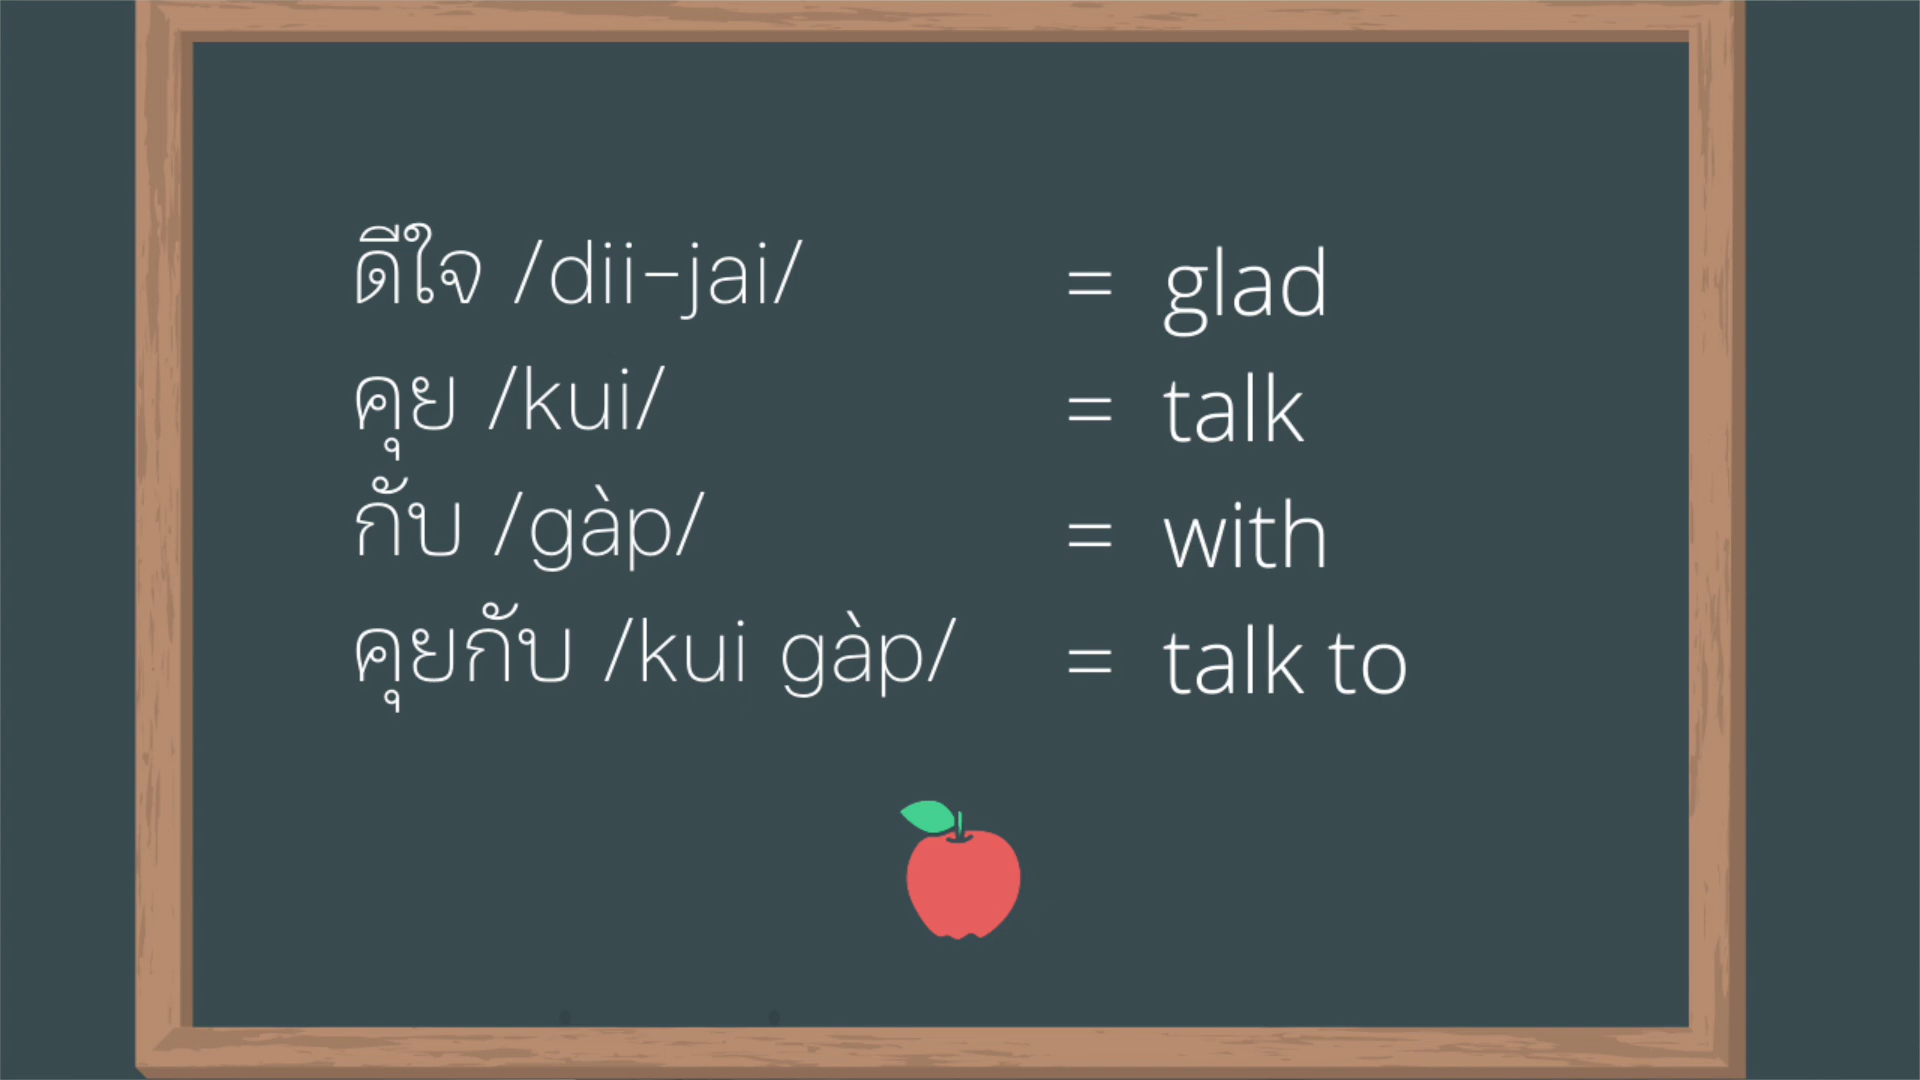 ดีใจ /dii-jai/ = glad
คุย /kui/ = talk
กับ /gàp/ = with
คุยกับ /kui gàp/ = talk to